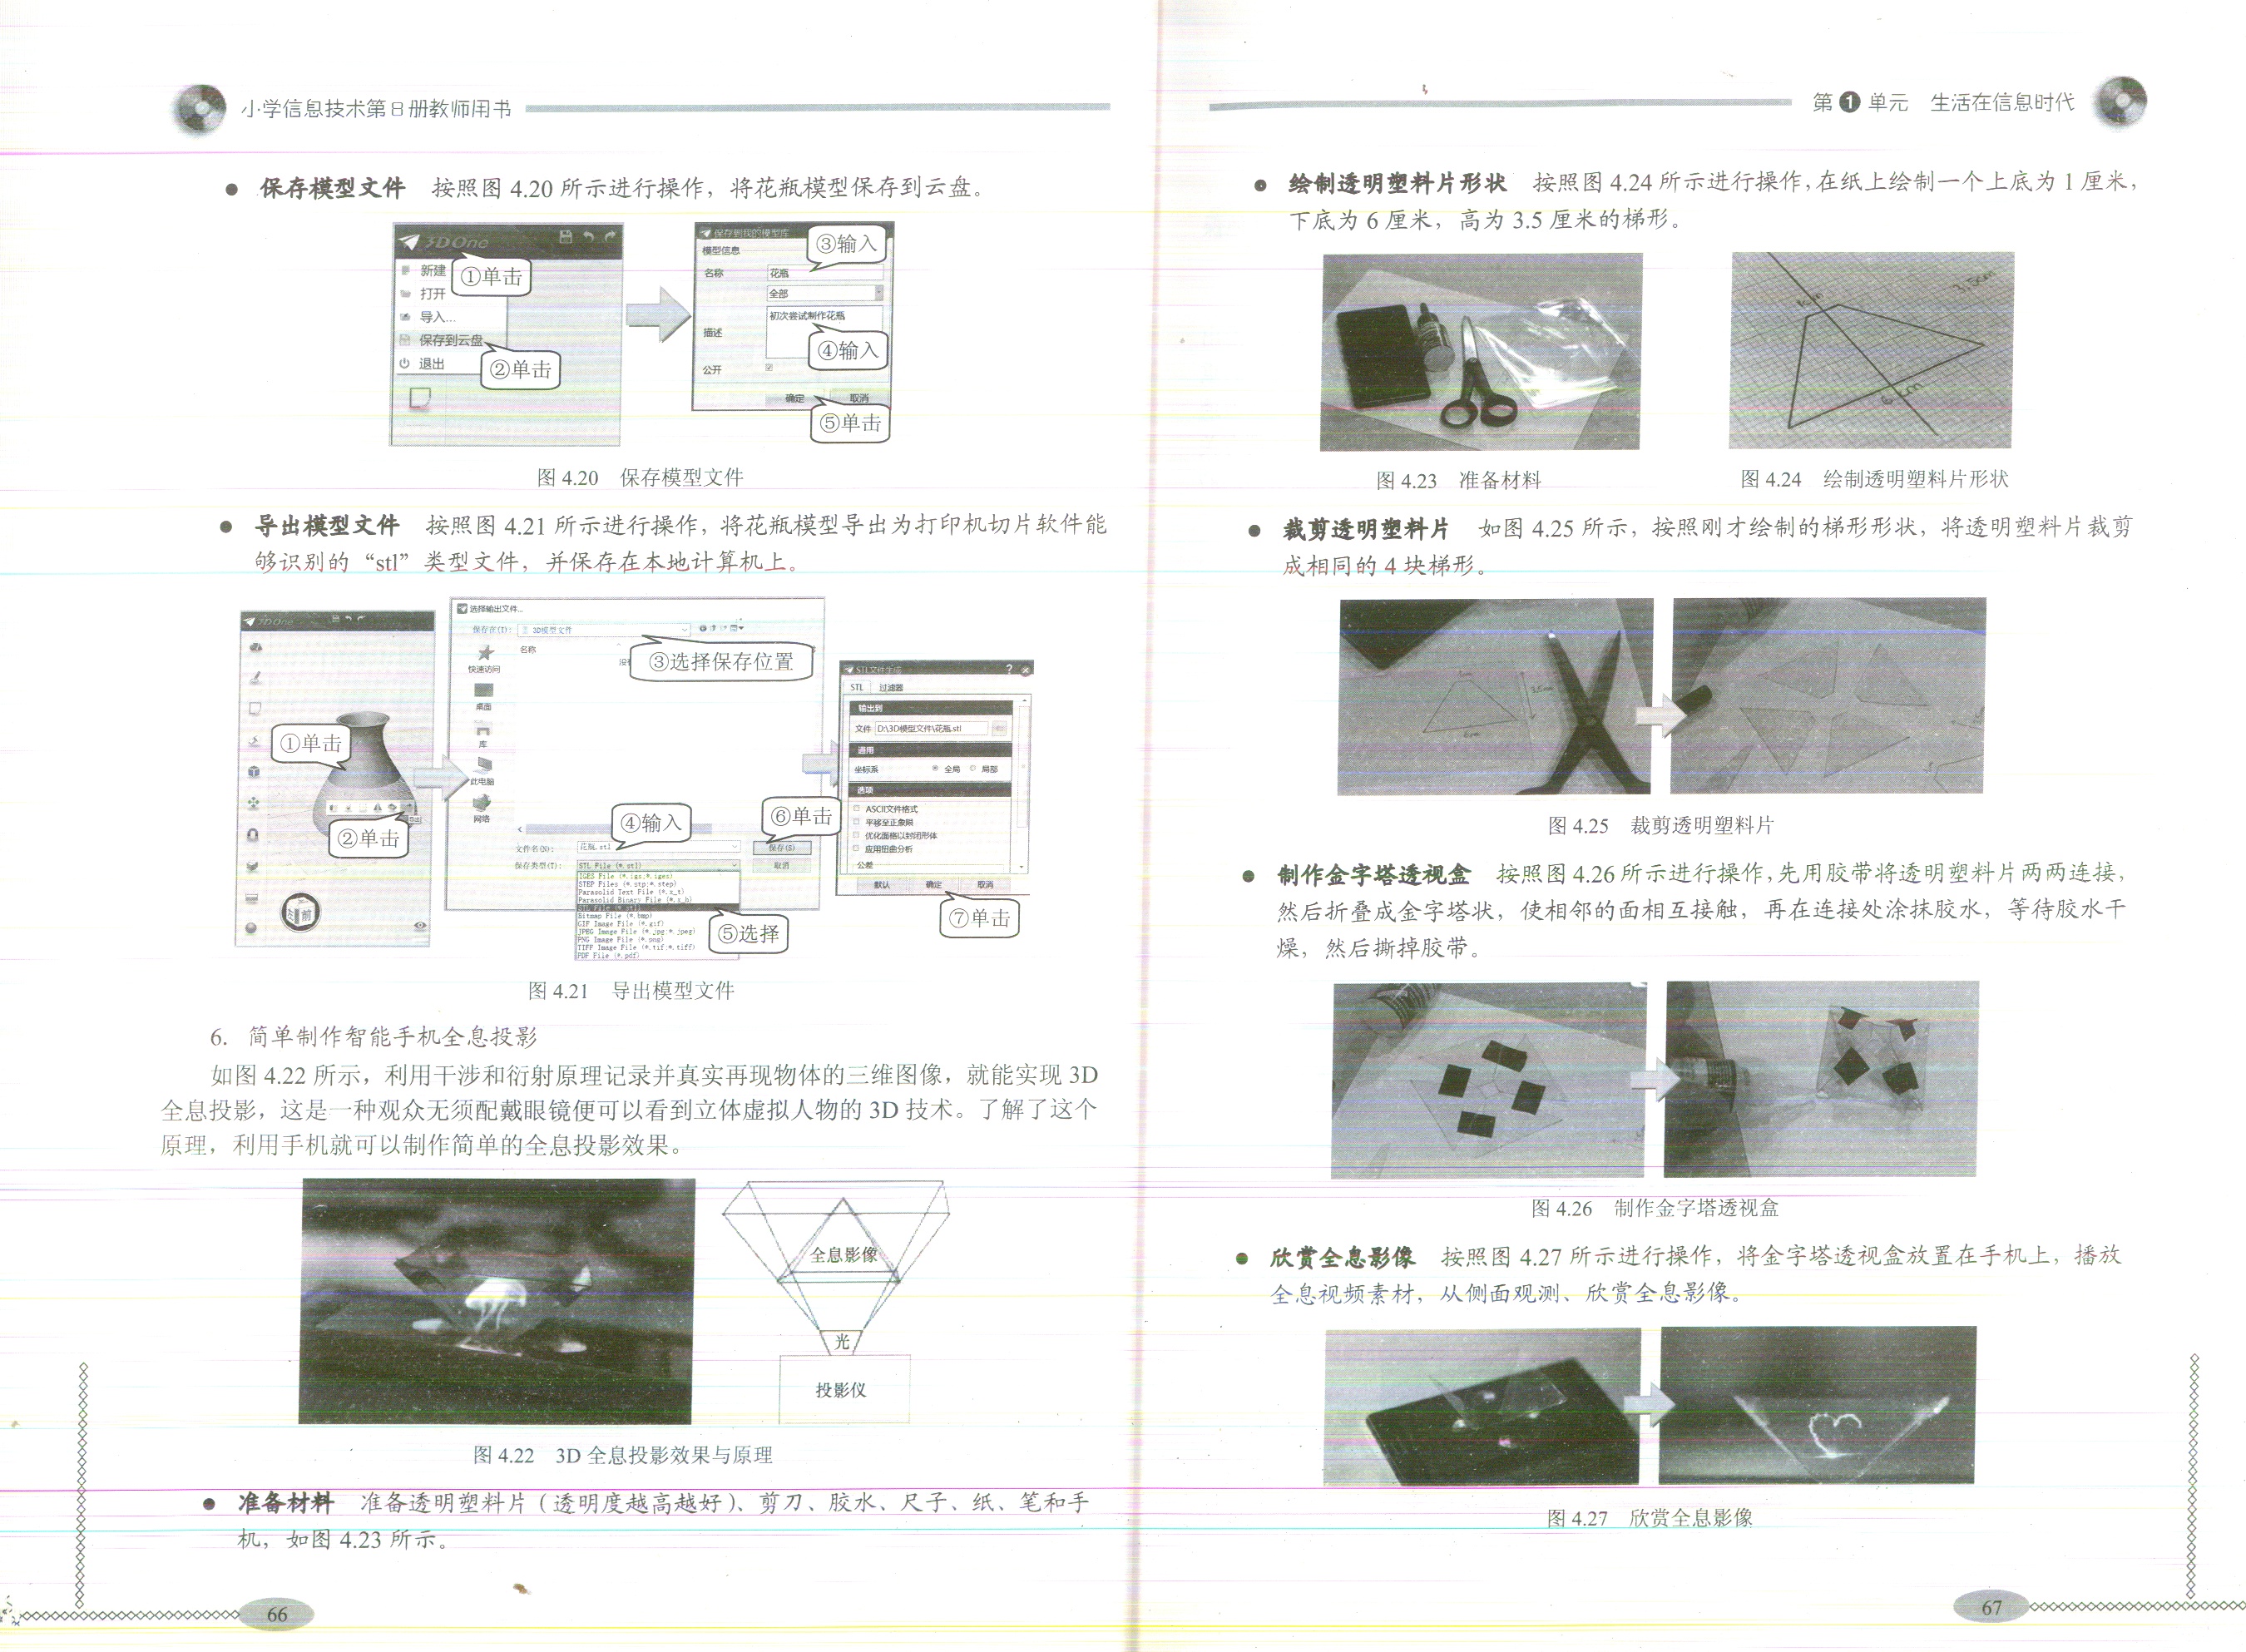 小学信息技术第8册教师用书
● 保存模型文件 按照图 4.20 所示进行操作，将花瓶模型保存到云盘。
3DOne
①单击
新建
打开
导入...
保存到云盘
②单击
退出
保存到我的模型库
模型信息
③输入
名称
花瓶
全部
初次尝试制作花瓶
描述
④输入
公开
确定
取消
⑤单击
图 4.20 保存模型文件
● 导出模型文件 按照图 4.21 所示进行操作，将花瓶模型导出为打印机切片软件能
够识别的“stl”类型文件，并保存在本地计算机上。
3DOne
①单击
②单击
前
选择输出文件...
保存在(I):
3D模型文件
名称
③选择保存位置
快速访问
桌面
库
此电脑
网络
④输入
⑥单击
文件名(N):
花瓶.stl
保存(S)
保存类型(T):
STL File (*.stl)
取消
IGES File (*.igs;*.iges)
STEP Files (*.stp;*.step)
Parasolid Text File (*.x_t)
Parasolid Binary File (*.x_b)
STL File (*.stl)
Bitmap File (*.bmp)
GIF Image File (*.gif)
JPEG Image File (*.jpg;*.jpeg)
PNG Image File (*.png)
TIFF Image File (*.tif;*.tiff)
PDF File (*.pdf)
⑤选择
STL文件生成
STL 过滤器
输出到
文件 D:\3D模型文件\花瓶.stl
通用
坐标系 全局 局部
选项
ASCII文件格式
平移至正象限
优化面格以封闭形体
应用扭曲分析
公差
默认 确定 取消
⑦单击
图 4.21 导出模型文件
6. 简单制作智能手机全息投影
如图 4.22 所示，利用干涉和衍射原理记录并真实再现物体的三维图像，就能实现 3D
全息投影，这是一种观众无须配戴眼镜便可以看到立体虚拟人物的 3D 技术。了解了这个
原理，利用手机就可以制作简单的全息投影效果。
全息影像
光
投影仪
图 4.22 3D 全息投影效果与原理
● 准备材料 准备透明塑料片（透明度越高越好）、剪刀、胶水、尺子、纸、笔和手
机，如图 4.23 所示。
66
第1单元 生活在信息时代
● 绘制透明塑料片形状 按照图 4.24 所示进行操作，在纸上绘制一个上底为 1 厘米，
下底为 6 厘米，高为 3.5 厘米的梯形。
1cm
3.5cm
6cm
图 4.23 准备材料
图 4.24 绘制透明塑料片形状
● 裁剪透明塑料片 如图 4.25 所示，按照刚才绘制的梯形形状，将透明塑料片裁剪
成相同的 4 块梯形。
图 4.25 裁剪透明塑料片
● 制作金字塔透视盒 按照图 4.26 所示进行操作，先用胶带将透明塑料片两两连接，
然后折叠成金字塔状，使相邻的面相互接触，再在连接处涂抹胶水，等待胶水干
燥，然后撕掉胶带。
图 4.26 制作金字塔透视盒
● 欣赏全息影像 按照图 4.27 所示进行操作，将金字塔透视盒放置在手机上，播放
全息视频素材，从侧面观测、欣赏全息影像。
图 4.27 欣赏全息影像
67